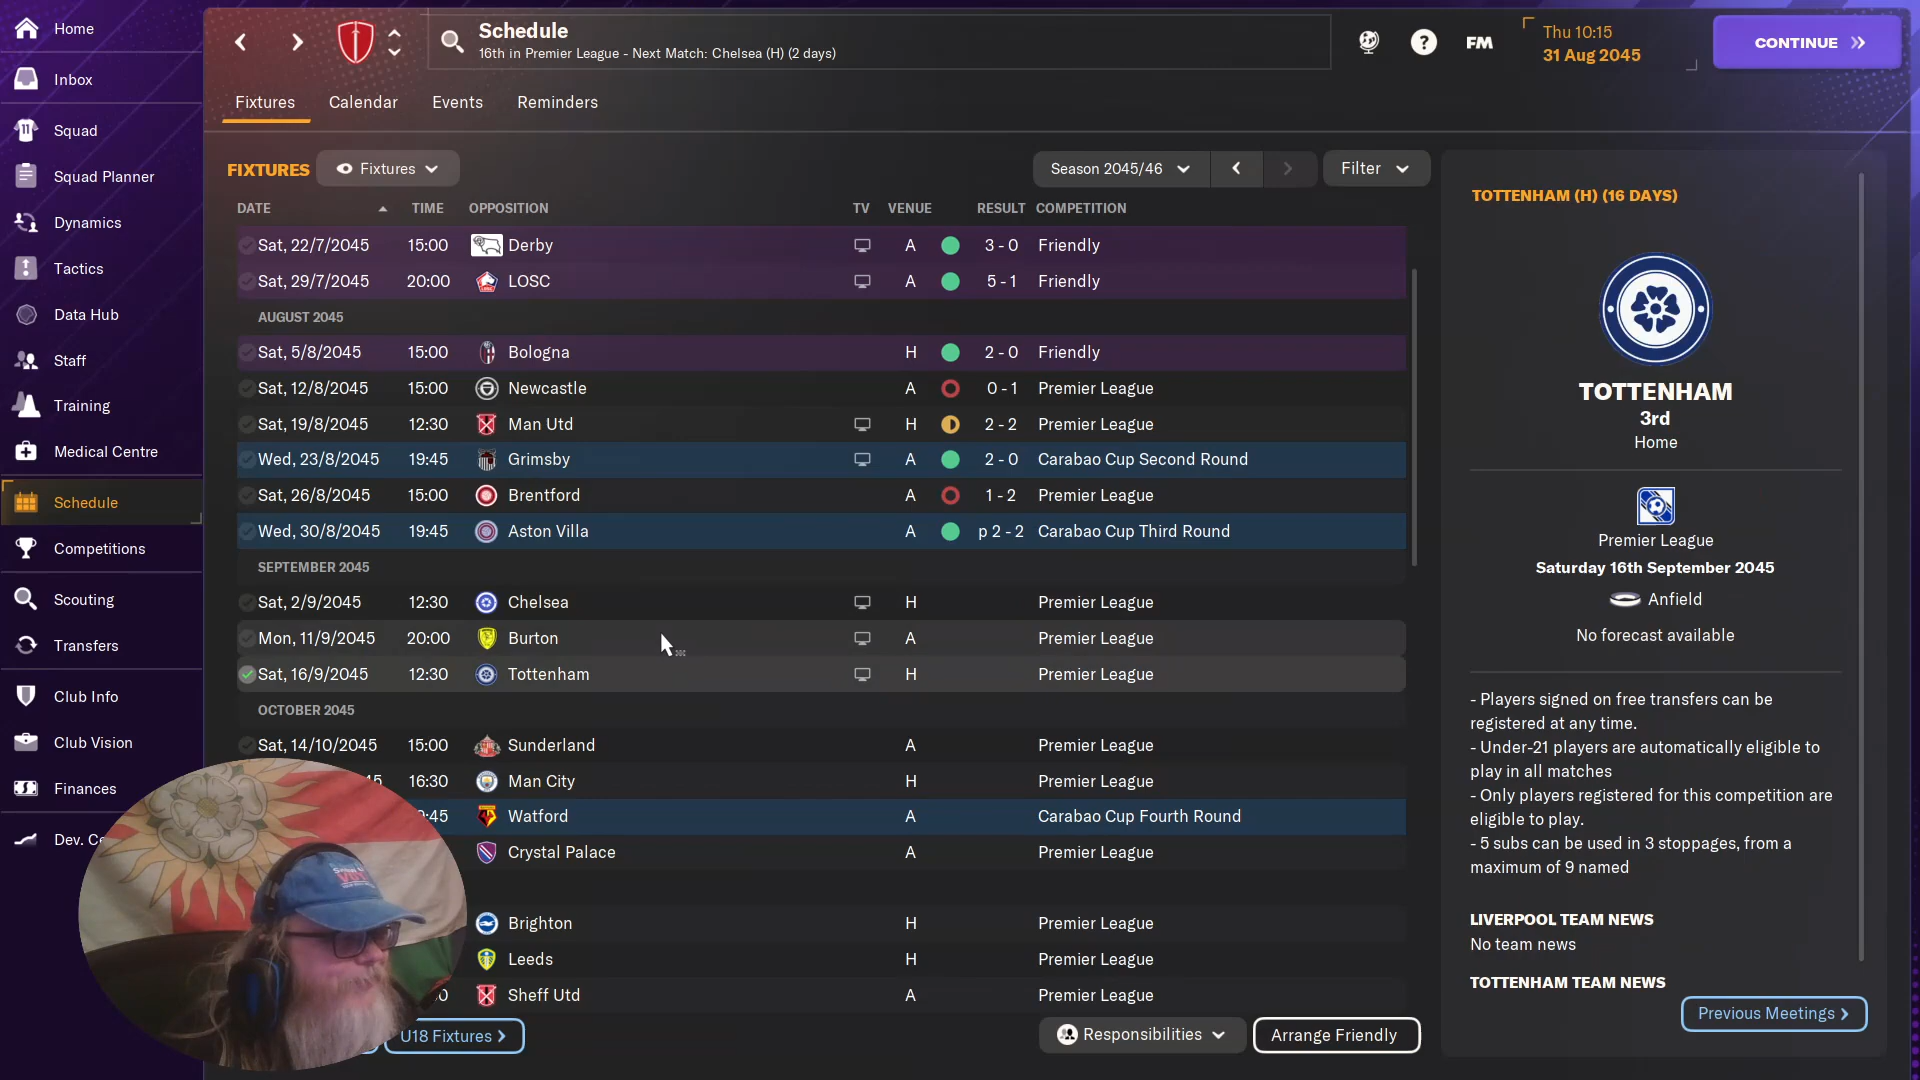 Home
Inbox
Squad
Squad Planner
Dynamics
Tactics
Data Hub
Staff
Training
Medical Centre
Schedule
Competitions
Scouting
Transfers
Club Info
Club Vision
Finances
Dev. Ce
Schedule
16th in Premier League - Next Match: Chelsea (H) (2 days)
FM
Thu 10:15
31 Aug 2045
CONTINUE
Fixtures Calendar Events Reminders
FIXTURES Fixtures Season 2045/46 Filter
DATE TIME OPPOSITION TV VENUE RESULT COMPETITION
Sat, 22/7/2045 15:00 Derby A 3 - 0 Friendly
Sat, 29/7/2045 20:00 LOSC A 5 - 1 Friendly
AUGUST 2045
Sat, 5/8/2045 15:00 Bologna H 2 - 0 Friendly
Sat, 12/8/2045 15:00 Newcastle A 0 - 1 Premier League
Sat, 19/8/2045 12:30 Man Utd H 2 - 2 Premier League
Wed, 23/8/2045 19:45 Grimsby A 2 - 0 Carabao Cup Second Round
Sat, 26/8/2045 15:00 Brentford A 1 - 2 Premier League
Wed, 30/8/2045 19:45 Aston Villa A p 2 - 2 Carabao Cup Third Round
SEPTEMBER 2045
Sat, 2/9/2045 12:30 Chelsea H Premier League
Mon, 11/9/2045 20:00 Burton A Premier League
Sat, 16/9/2045 12:30 Tottenham H Premier League
OCTOBER 2045
Sat, 14/10/2045 15:00 Sunderland A Premier League
45 16:30 Man City H Premier League
:45 Watford A Carabao Cup Fourth Round
Crystal Palace A Premier League
Brighton H Premier League
Leeds H Premier League
0 Sheff Utd A Premier League
U18 Fixtures Responsibilities Arrange Friendly
TOTTENHAM (H) (16 DAYS)
TOTTENHAM
3rd
Home
Premier League
Saturday 16th September 2045
Anfield
No forecast available
- Players signed on free transfers can be
registered at any time.
- Under-21 players are automatically eligible to
play in all matches
- Only players registered for this competition are
eligible to play.
- 5 subs can be used in 3 stoppages, from a
maximum of 9 named
LIVERPOOL TEAM NEWS
No team news
TOTTENHAM TEAM NEWS
Previous Meetings